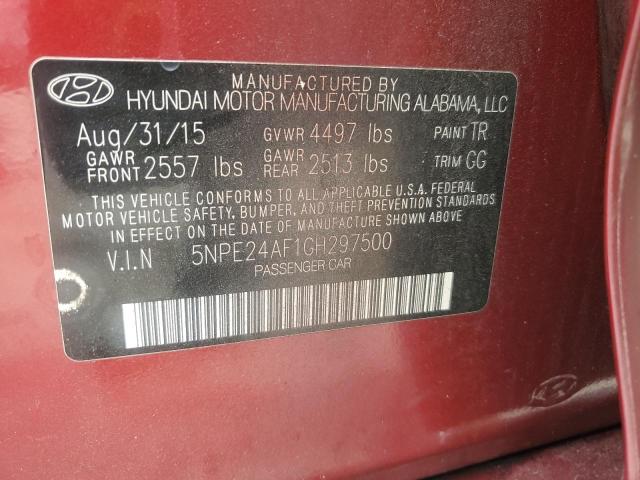 MANUFACTURED BY
HYUNDAI MOTOR MANUFACTURING ALABAMA, LLC
Aug/31/15 GVWR 4497 lbs PAINT TR
GAWR FRONT 2557 lbs GAWR REAR 2513 lbs TRIM GG
THIS VEHICLE CONFORMS TO ALL APPLICABLE U.S.A. FEDERAL
MOTOR VEHICLE SAFETY, BUMPER, AND THEFT PREVENTION STANDARDS
IN EFFECT ON THE DATE OF MANUFACTURE SHOWN ABOVE
V.I.N 5NPE24AF1GH297500
PASSENGER CAR